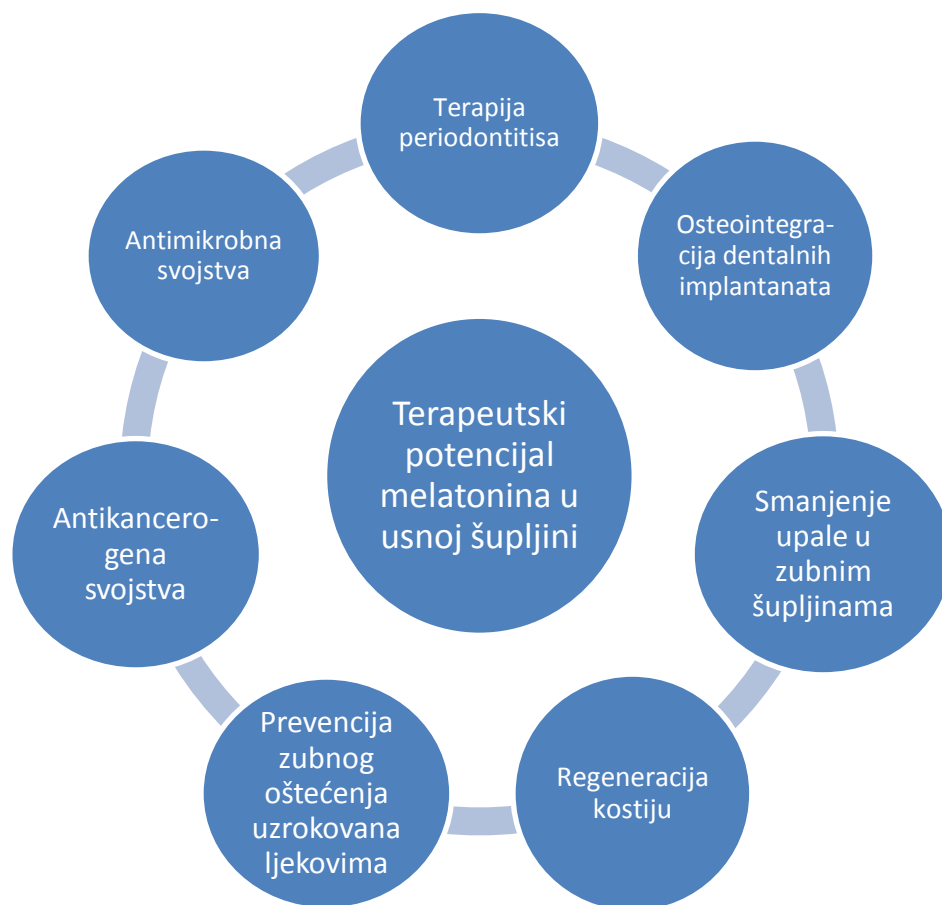 Terapija
periodontitisa
Osteointegra-
cija dentalnih
implantanata
Smanjenje
upale u
zubnim
šupljinama
Regeneracija
kostiju
Prevencija
zubnog
oštećenja
uzrokovana
ljekovima
Antikancero-
gena
svojstva
Antimikrobna
svojstva
Terapeutski
potencijal
melatonina u
usnoj šupljini